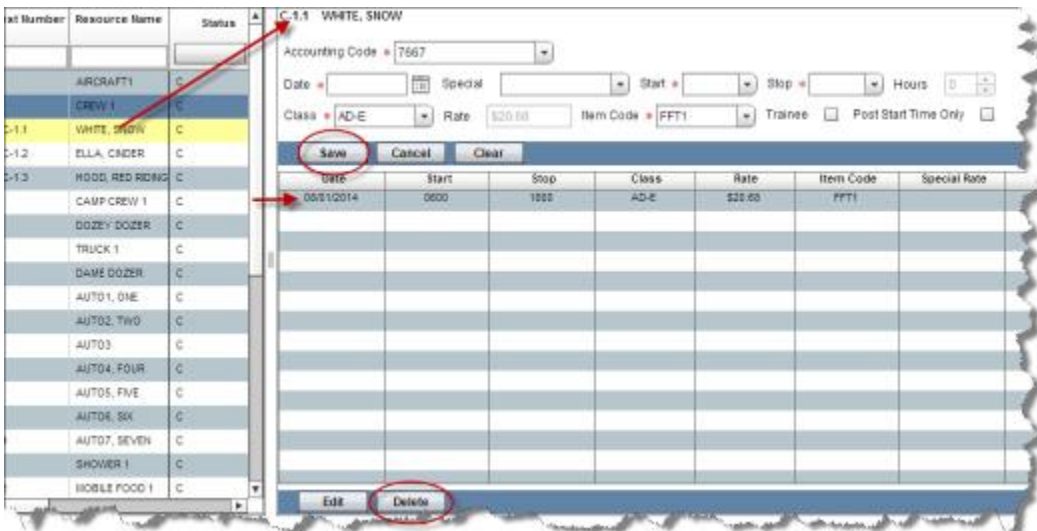 at Number Resource Name Status
C-1.1 WHITE, SNOW
Accounting Code * 7667
Date * Special Start * Stop * Hours 0
Class * AD-E Rate $20.68 Item Code * FFT1 Trainee Post Start Time Only
Save Cancel Clear
Date Start Stop Class Rate Item Code Special Rate
08/01/2014 0600 1800 AD-E $20.68 FFT1
AIRCRAFT1 C
CREW 1 C
C-1.1 WHITE, SNOW C
C-1.2 ELLA, CINDER C
C-1.3 HOOD, RED RIDING C
CAMP CREW 1 C
DOZEY DOZER C
TRUCK 1 C
DAME DOZER C
AUTO1, ONE C
AUTO2, TWO C
AUTO3 C
AUTO4, FOUR C
AUTO5, FIVE C
AUTO6, SIX C
AUTO7, SEVEN C
SHOWER 1 C
MOBILE FOOD 1 C
Edit Delete